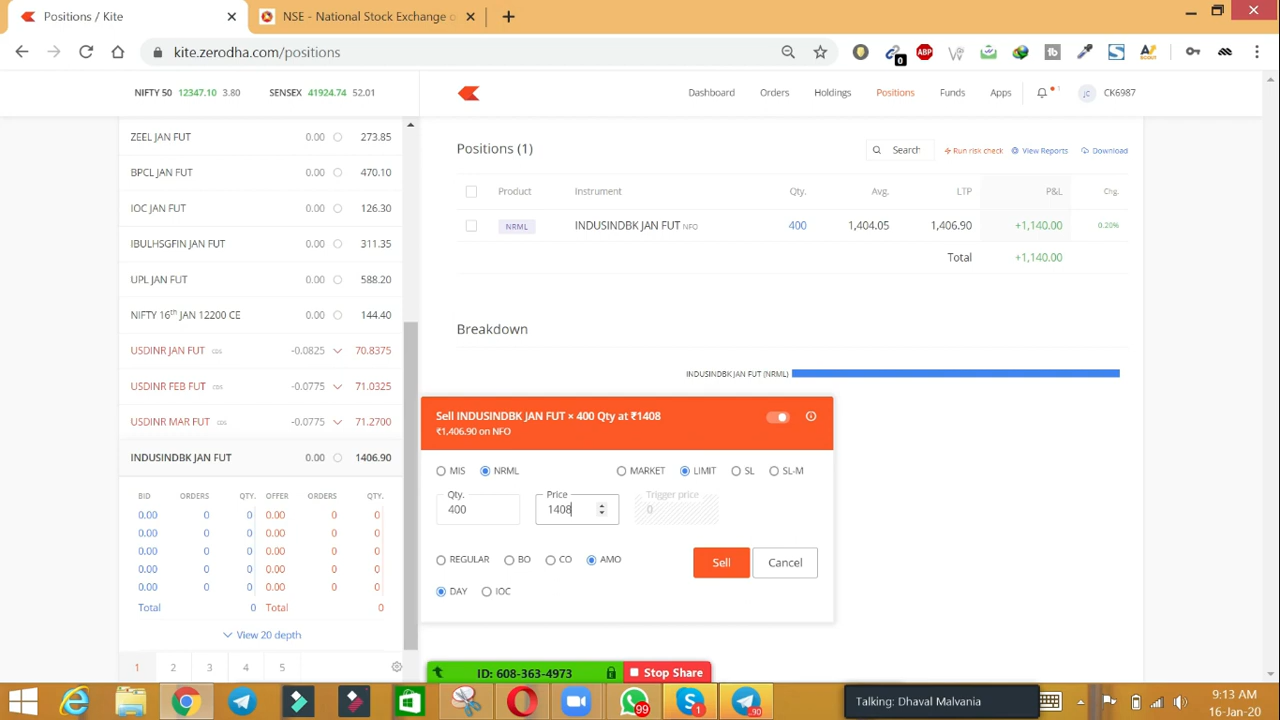 Positions / Kite
NSE - National Stock Exchange o
kite.zerodha.com/positions
0
ABP
tb
NIFTY 50 12347.10 3.80 SENSEX 41924.74 52.01
Dashboard Orders Holdings Positions Funds Apps 1 JC CK6987
ZEEL JAN FUT 0.00 273.85
BPCL JAN FUT 0.00 470.10
IOC JAN FUT 0.00 126.30
IBULHSGFIN JAN FUT 0.00 311.35
UPL JAN FUT 0.00 588.20
NIFTY 16th JAN 12200 CE 0.00 144.40
USDINR JAN FUT CDS -0.0825 70.8375
USDINR FEB FUT CDS -0.0775 71.0325
USDINR MAR FUT CDS -0.0775 71.2700
INDUSINDBK JAN FUT 0.00 1406.90
BID ORDERS QTY. OFFER ORDERS QTY.
0.00 0 0 0.00 0 0
0.00 0 0 0.00 0 0
0.00 0 0 0.00 0 0
0.00 0 0 0.00 0 0
0.00 0 0 0.00 0 0
Total 0 Total 0
View 20 depth
1 2 3 4 5
Positions (1)
Search Run risk check View Reports Download
Product Instrument Qty. Avg. LTP P&L Chg.
NRML INDUSINDBK JAN FUT NFO 400 1,404.05 1,406.90 +1,140.00 0.20%
Total +1,140.00
Breakdown
INDUSINDBK JAN FUT (NRML)
Sell INDUSINDBK JAN FUT × 400 Qty at ₹1408
₹1,406.90 on NFO
MIS NRML MARKET LIMIT SL SL-M
Qty. Price Trigger price
400 1408 0
REGULAR BO CO AMO
Sell Cancel
DAY IOC
ID: 608-363-4973 Stop Share
99
1
90
Talking: Dhaval Malvania
9:13 AM
16-Jan-20